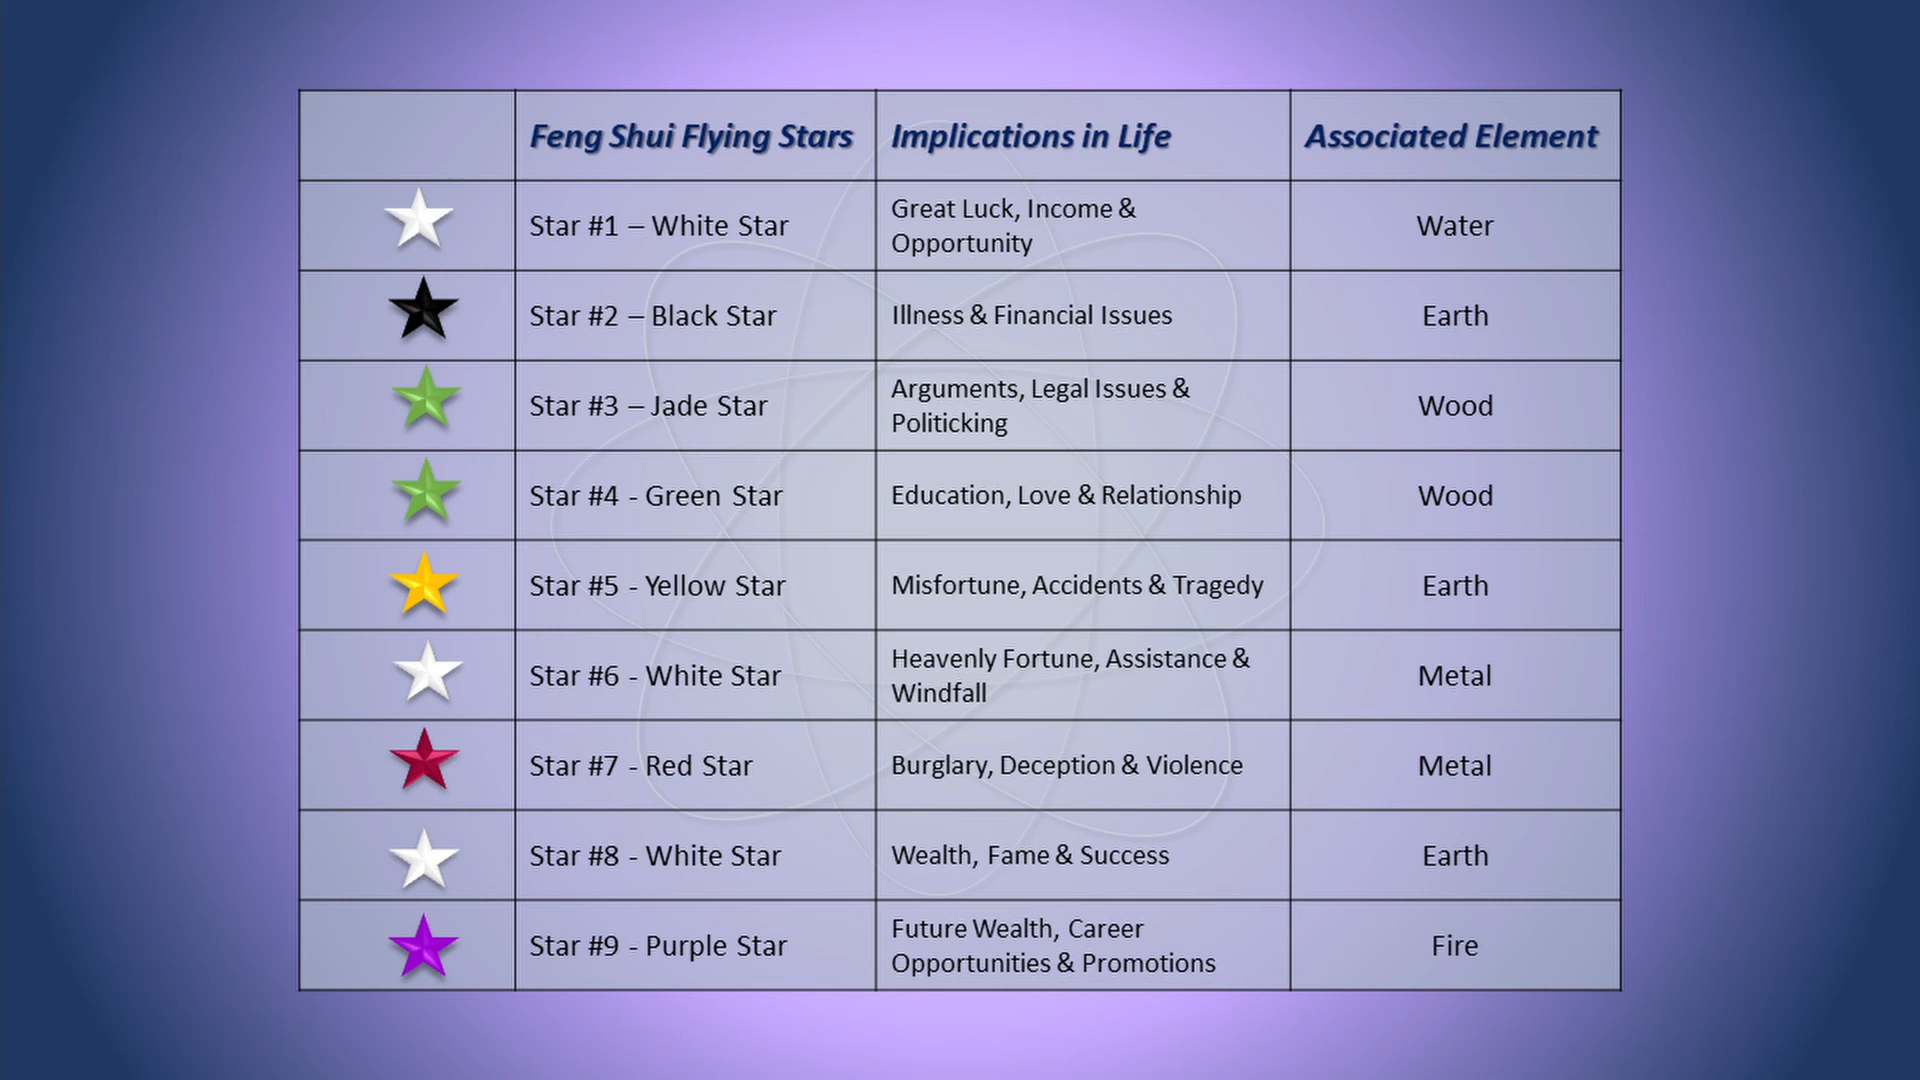 Feng Shui Flying Stars
Implications in Life
Associated Element
Star #1 – White Star
Great Luck, Income &
Opportunity
Water
Star #2 – Black Star
Illness & Financial Issues
Earth
Star #3 – Jade Star
Arguments, Legal Issues &
Politicking
Wood
Star #4 - Green Star
Education, Love & Relationship
Wood
Star #5 - Yellow Star
Misfortune, Accidents & Tragedy
Earth
Star #6 - White Star
Heavenly Fortune, Assistance &
Windfall
Metal
Star #7 - Red Star
Burglary, Deception & Violence
Metal
Star #8 - White Star
Wealth, Fame & Success
Earth
Star #9 - Purple Star
Future Wealth, Career
Opportunities & Promotions
Fire